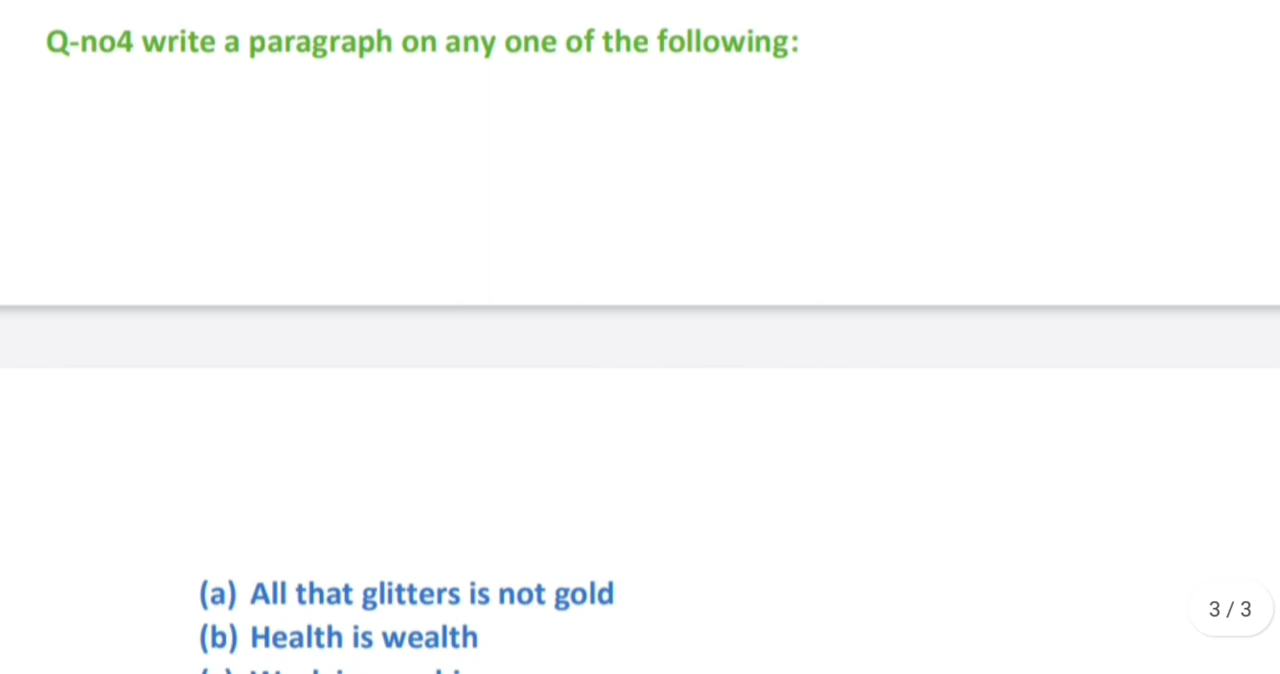 Q-no4 write a paragraph on any one of the following:
(a) All that glitters is not gold
(b) Health is wealth
3 / 3